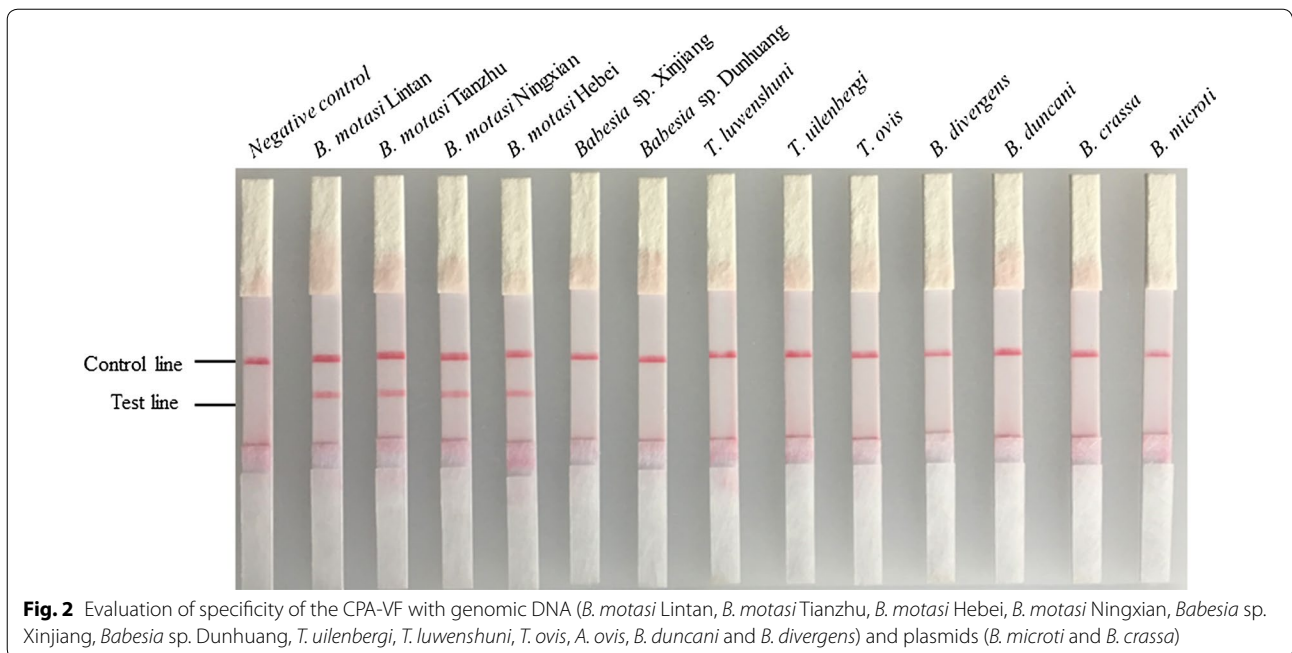 Negative control
B. motasi Lintan
B. motasi Tianzhu
B. motasi Ningxian
B. motasi Hebei
Babesia sp. Xinjiang
Babesia sp. Dunhuang
T. luwenshuni
T. uilenbergi
T. ovis
B. divergens
B. duncani
B. crassa
B. microti
Control line
Test line
Fig. 2 Evaluation of specificity of the CPA-VF with genomic DNA (B. motasi Lintan, B. motasi Tianzhu, B. motasi Hebei, B. motasi Ningxian, Babesia sp.
Xinjiang, Babesia sp. Dunhuang, T. uilenbergi, T. luwenshuni, T. ovis, A. ovis, B. duncani and B. divergens) and plasmids (B. microti and B. crassa)